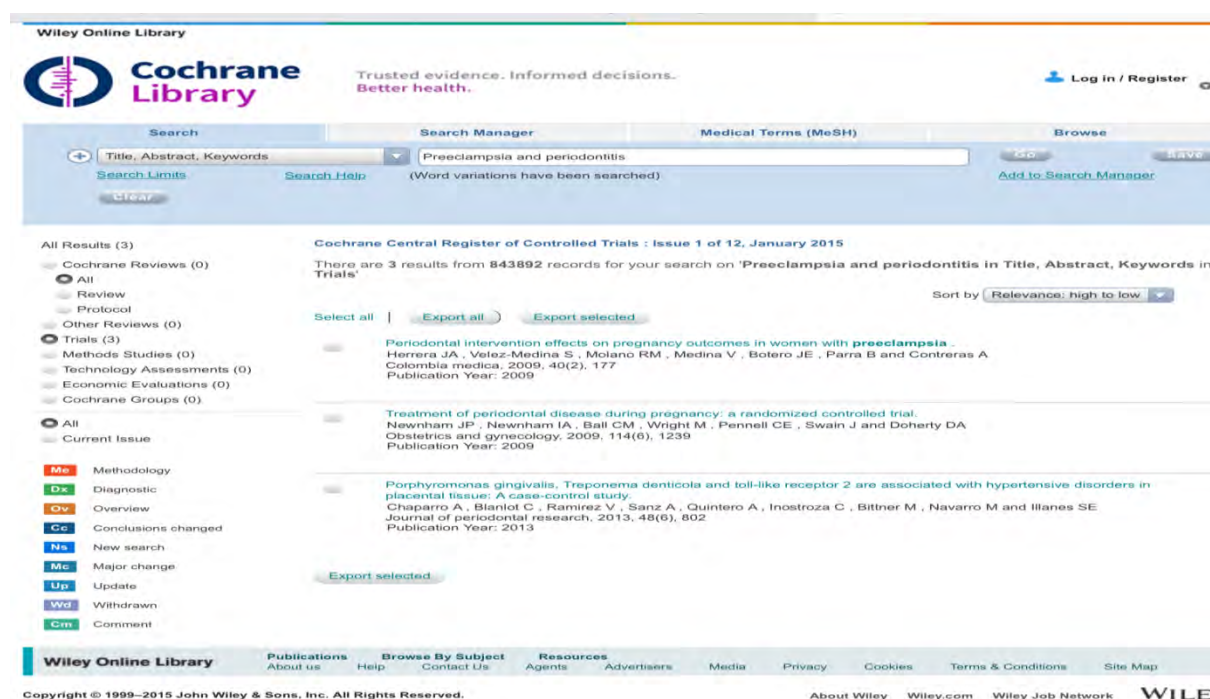 Wiley Online Library
Cochrane
Library
Trusted evidence. Informed decisions.
Better health.
Log in / Register
Search
Search Manager
Medical Terms (MeSH)
Browse
Title, Abstract, Keywords
Preeclampsia and periodontitis
Go
Save
Search Limits
Search Help
(Word variations have been searched)
Add to Search Manager
Clear
All Results (3)
Cochrane Reviews (0)
All
Review
Protocol
Other Reviews (0)
Trials (3)
Methods Studies (0)
Technology Assessments (0)
Economic Evaluations (0)
Cochrane Groups (0)
All
Current Issue
Me Methodology
Dx Diagnostic
Ov Overview
Cc Conclusions changed
Ns New search
Mc Major change
Up Update
Wd Withdrawn
Cm Comment
Cochrane Central Register of Controlled Trials : Issue 1 of 12, January 2015
There are 3 results from 843892 records for your search on 'Preeclampsia and periodontitis in Title, Abstract, Keywords in
Trials'
Sort by Relevance: high to low
Select all | Export all Export selected
Periodontal intervention effects on pregnancy outcomes in women with preeclampsia .
Herrera JA , Velez-Medina S , Molano RM , Medina V , Botero JE , Parra B and Contreras A
Colombia medica, 2009, 40(2), 177
Publication Year: 2009
Treatment of periodontal disease during pregnancy: a randomized controlled trial.
Newnham JP , Newnham IA , Ball CM , Wright M , Pennell CE , Swain J and Doherty DA
Obstetrics and gynecology, 2009, 114(6), 1239
Publication Year: 2009
Porphyromonas gingivalis, Treponema denticola and toll-like receptor 2 are associated with hypertensive disorders in
placental tissue: A case-control study.
Chaparro A , Blanlot C , Ramirez V , Sanz A , Quintero A , Inostroza C , Bittner M , Navarro M and Illanes SE
Journal of periodontal research, 2013, 48(6), 802
Publication Year: 2013
Export selected
Wiley Online Library
Publications Browse By Subject Resources
About us Help Contact Us Agents Advertisers Media Privacy Cookies Terms & Conditions Site Map
Copyright © 1999–2015 John Wiley & Sons, Inc. All Rights Reserved.
About Wiley Wiley.com Wiley Job Network WILE